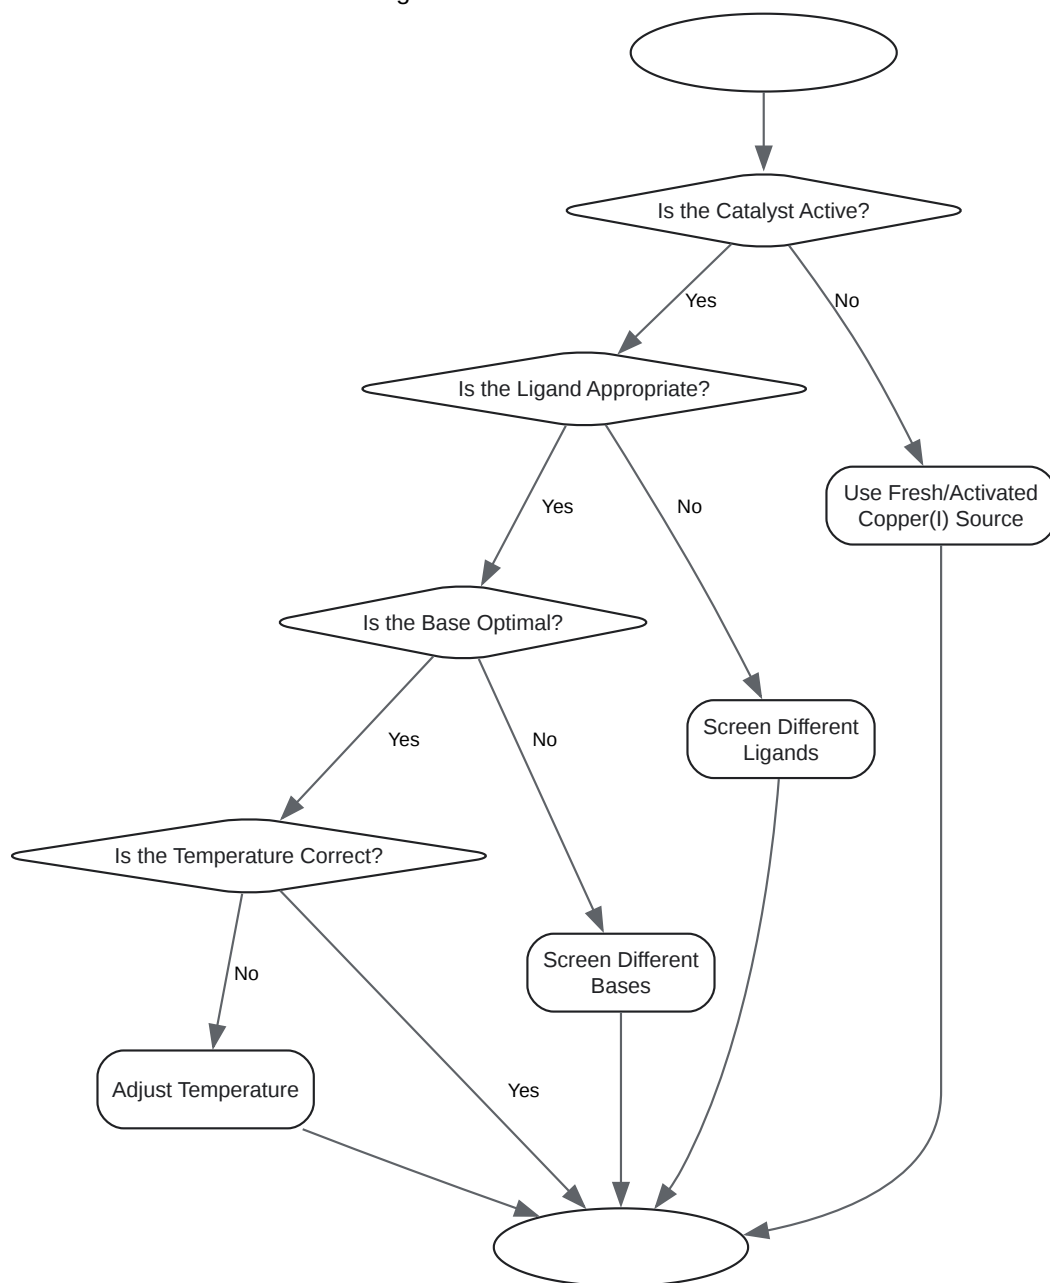 Is the Catalyst Active?
Yes
No
Is the Ligand Appropriate?
Use Fresh/Activated
Copper(I) Source
Yes
No
Is the Base Optimal?
Screen Different
Ligands
Yes
No
Is the Temperature Correct?
Screen Different
Bases
No
Adjust Temperature
Yes